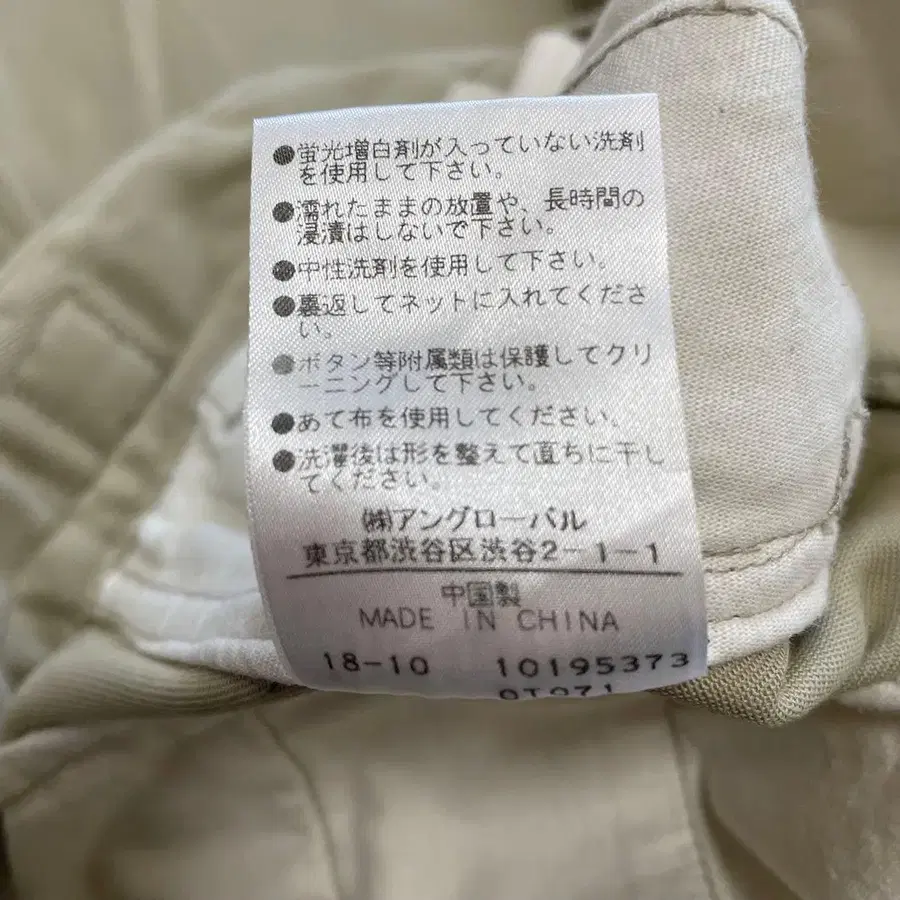 ●蛍光増白剤が入っていない洗剤
を使用して下さい。
●濡れたままの放置や、長時間の
浸漬はしないで下さい。
●中性洗剤を使用して下さい。
●裏返してネットに入れてくださ
い。
●ボタン等附属類は保護してクリ
ーニングして下さい。
●あて布を使用してください。
●洗濯後は形を整えて直ちに干し
てください。
㈱アングローバル
東京都渋谷区渋谷2-1-1
中国製
MADE IN CHINA
18-10 10195373